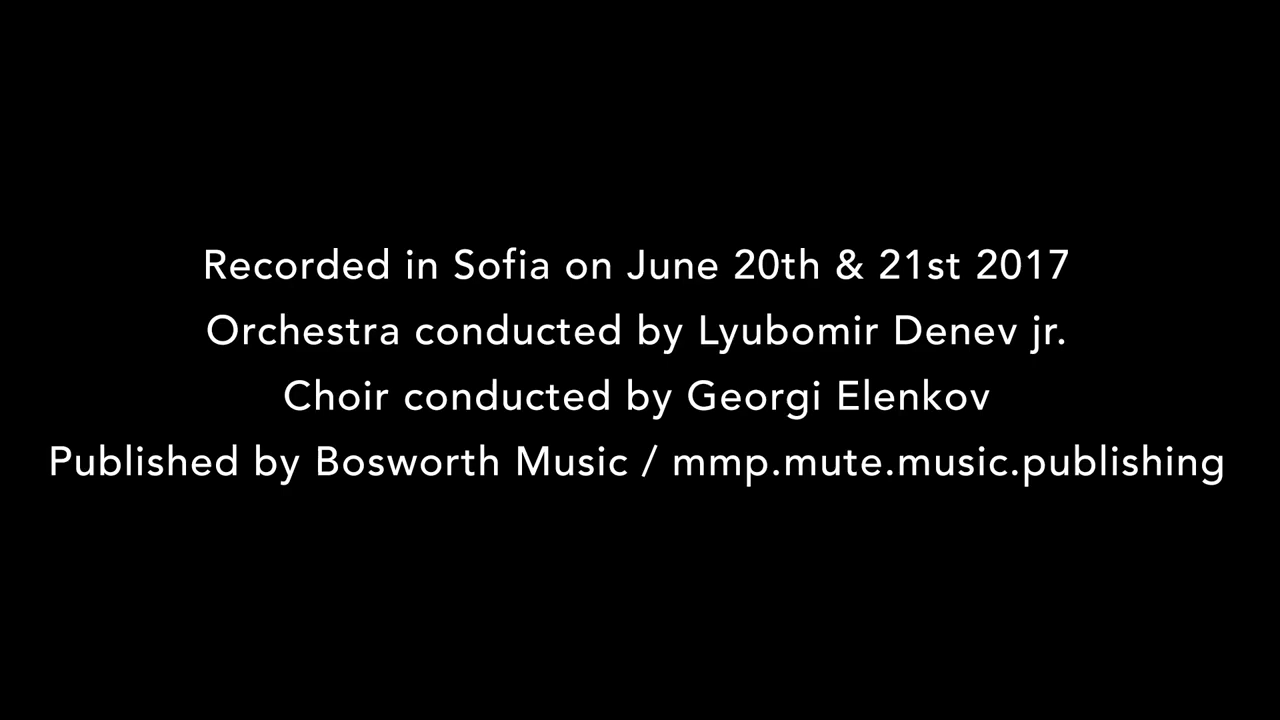 Recorded in Sofia on June 20th & 21st 2017
Orchestra conducted by Lyubomir Denev jr.
Choir conducted by Georgi Elenkov
Published by Bosworth Music / mmp.mute.music.publishing